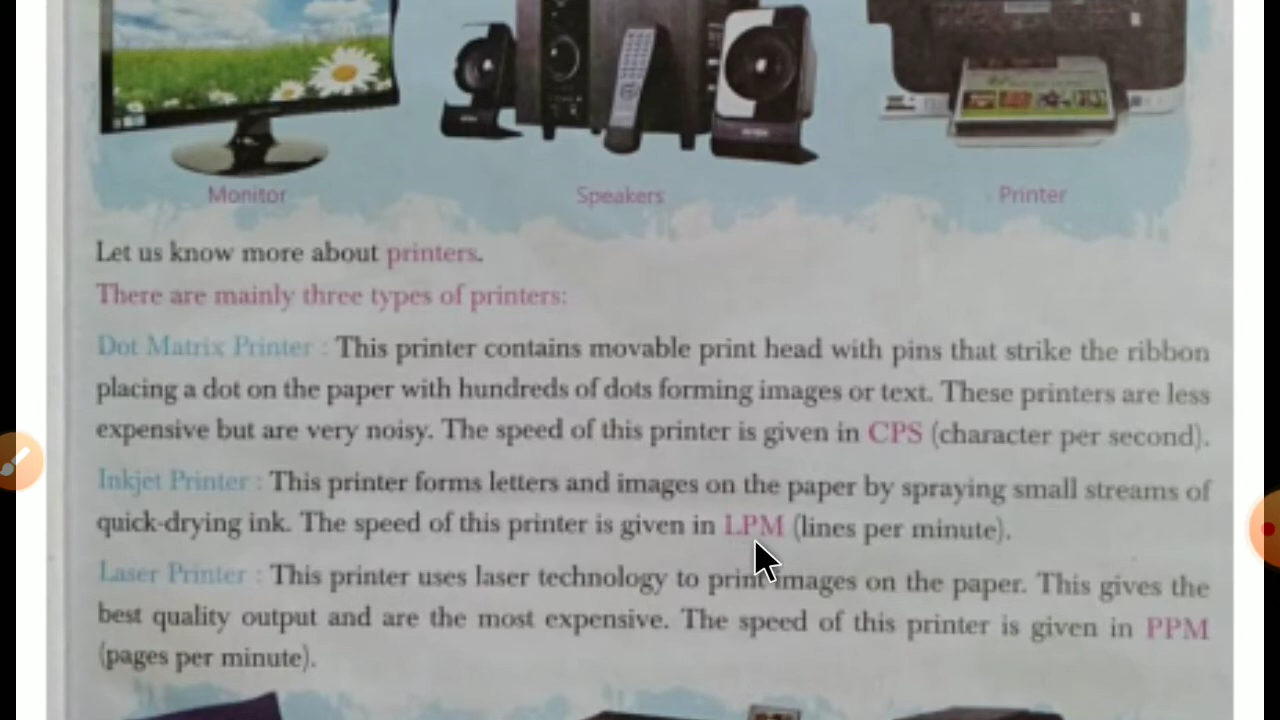 Monitor Speakers Printer
Let us know more about printers.
There are mainly three types of printers:
Dot Matrix Printer : This printer contains movable print head with pins that strike the ribbon
placing a dot on the paper with hundreds of dots forming images or text. These printers are less
expensive but are very noisy. The speed of this printer is given in CPS (character per second).
Inkjet Printer : This printer forms letters and images on the paper by spraying small streams of
quick-drying ink. The speed of this printer is given in LPM (lines per minute).
Laser Printer : This printer uses laser technology to print images on the paper. This gives the
best quality output and are the most expensive. The speed of this printer is given in PPM
(pages per minute).